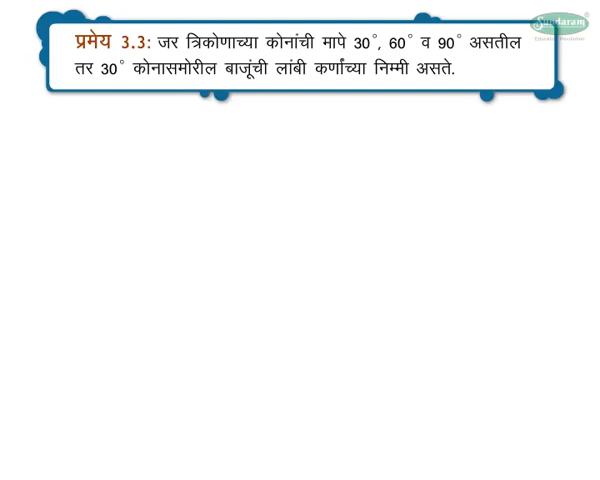 Sundaram
प्रमेय 3.3: जर त्रिकोणाच्या कोनांची मापे 30°, 60° व 90° असतील
तर 30° कोनासमोरील बाजूंची लांबी कर्णांच्या निम्मी असते.